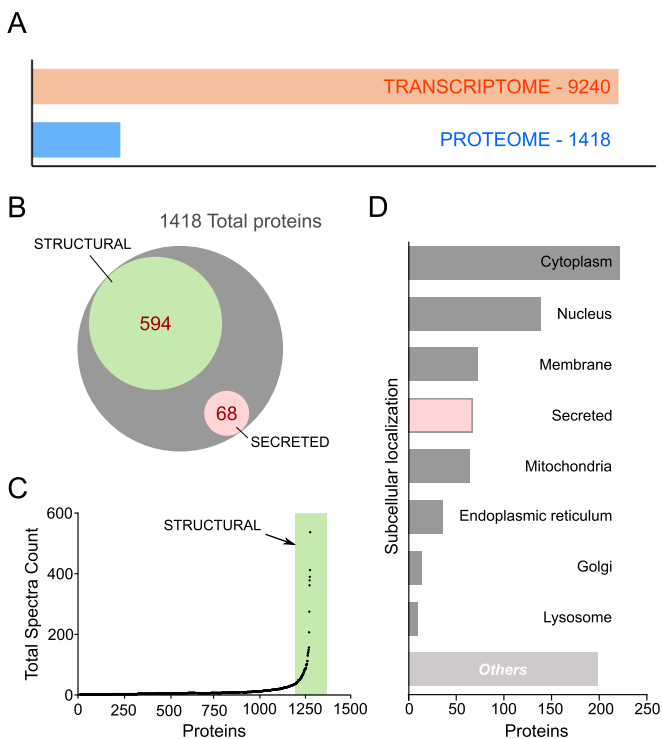 A
TRANSCRIPTOME - 9240
PROTEOME - 1418
B
1418 Total proteins
STRUCTURAL
594
68
SECRETED
C
Total Spectra Count
600
400
200
0
STRUCTURAL
0
250
500
750
1000
1250
1500
Proteins
D
Subcellular localization
Cytoplasm
Nucleus
Membrane
Secreted
Mitochondria
Endoplasmic reticulum
Golgi
Lysosome
Others
0
50
100
150
200
250
Proteins